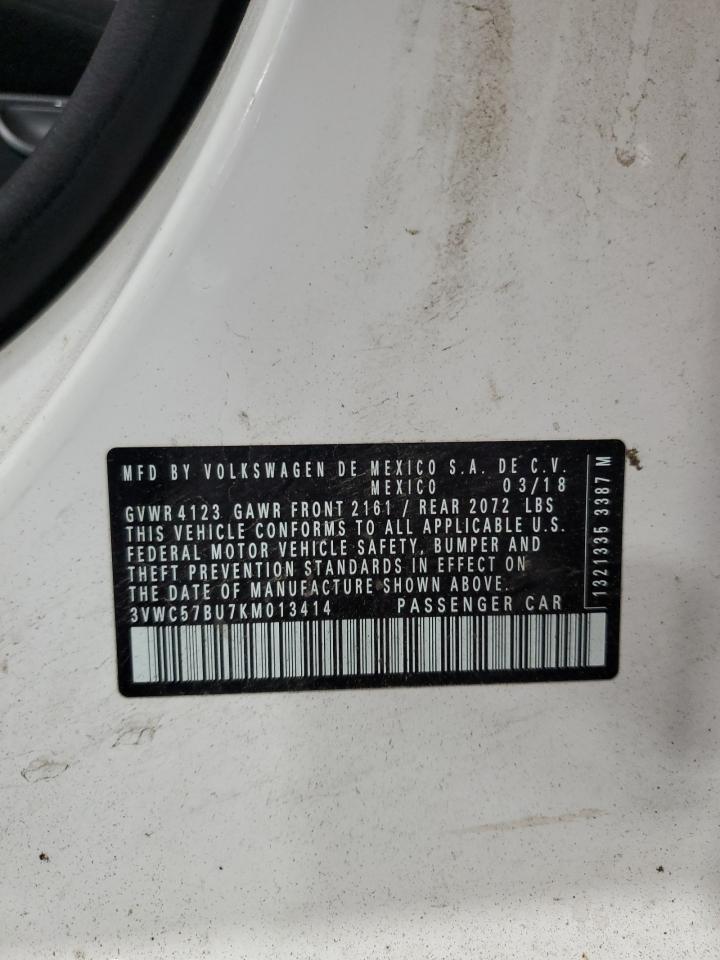 MFD BY VOLKSWAGEN DE MEXICO S.A. DE C.V.
MEXICO 03/18
GVWR 4123 GAWR FRONT 2161 / REAR 2072 LBS
THIS VEHICLE CONFORMS TO ALL APPLICABLE U.S.
FEDERAL MOTOR VEHICLE SAFETY, BUMPER AND
THEFT PREVENTION STANDARDS IN EFFECT ON
THE DATE OF MANUFACTURE SHOWN ABOVE.
3VWC57BU7KM013414 PASSENGER CAR
1321335 3387 M